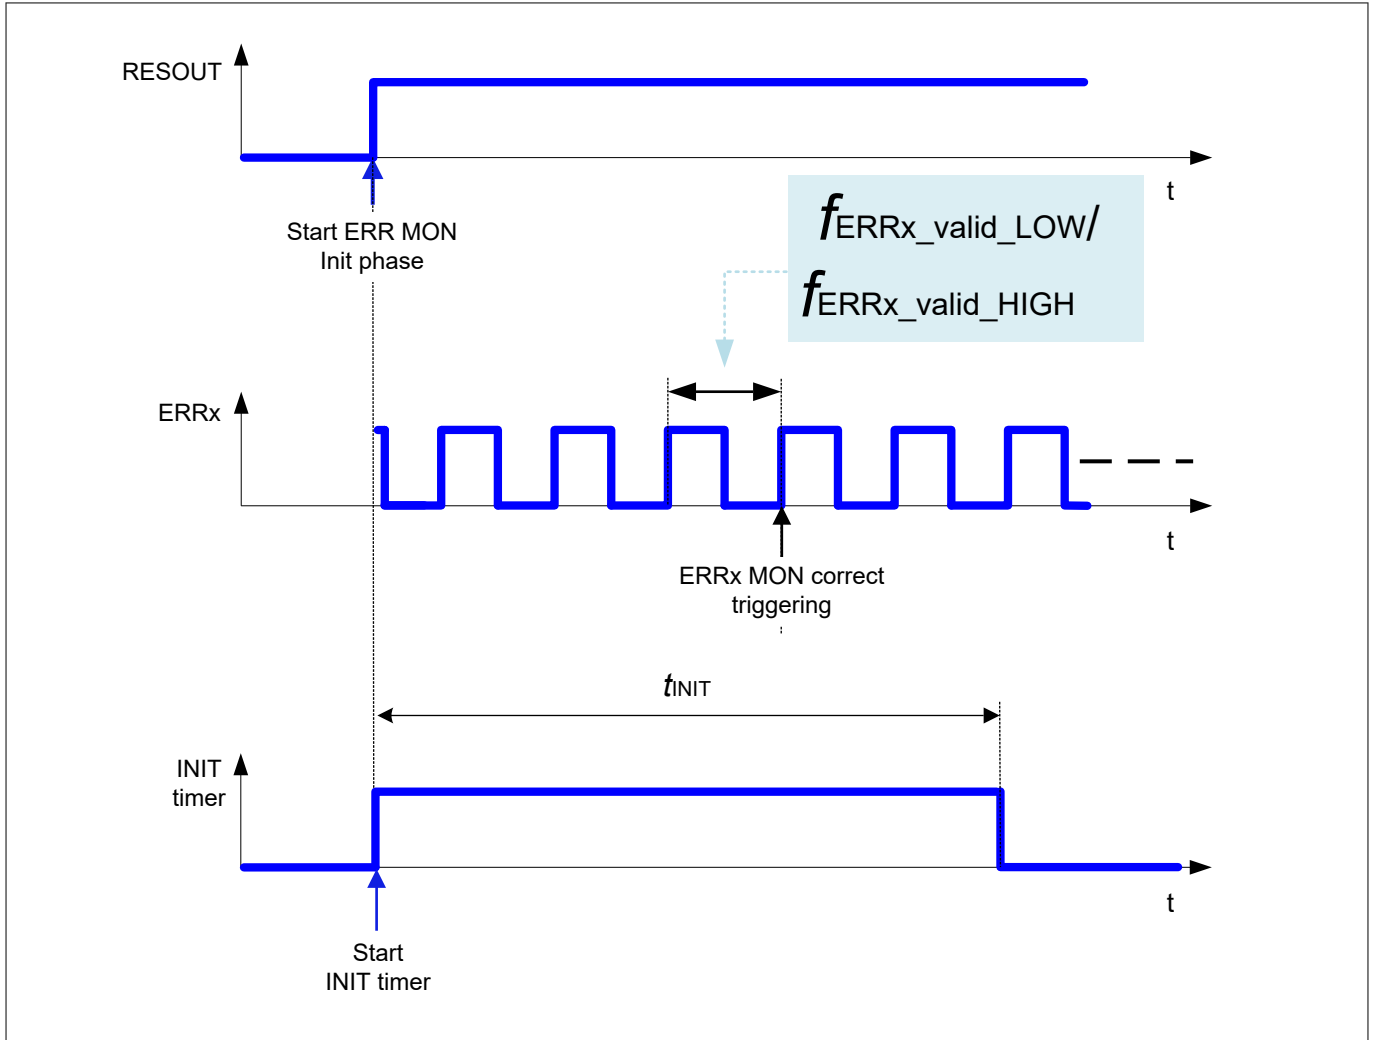 RESOUT
t
Start ERR MON
Init phase
fERRx_valid_LOW/
fERRx_valid_HIGH
ERRx
t
ERRx MON correct
triggering
tINIT
INIT
timer
t
Start
INIT timer